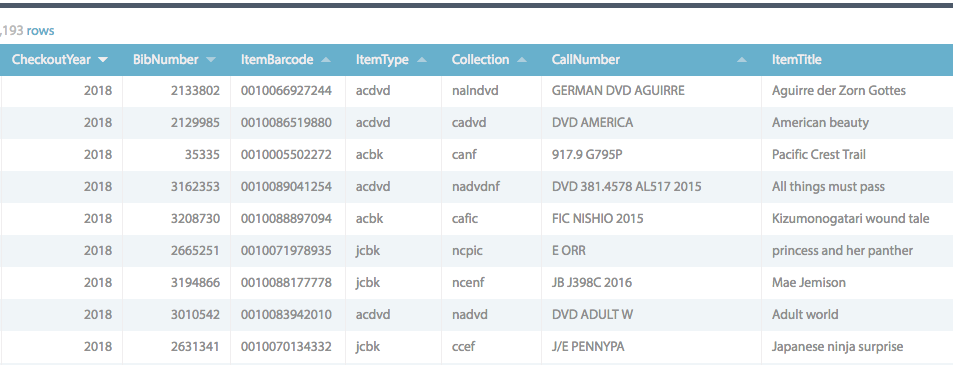 ,193 rows
CheckoutYear BibNumber ItemBarcode ItemType Collection CallNumber ItemTitle
2018 2133802 0010066927244 acdvd nalndvd GERMAN DVD AGUIRRE Aguirre der Zorn Gottes
2018 2129985 0010086519880 acdvd cadvd DVD AMERICA American beauty
2018 35335 0010005502272 acbk canf 917.9 G795P Pacific Crest Trail
2018 3162353 0010089041254 acdvd nadvdnf DVD 381.4578 AL517 2015 All things must pass
2018 3208730 0010088897094 acbk cafic FIC NISHIO 2015 Kizumonogatari wound tale
2018 2665251 0010071978935 jcbk ncpic E ORR princess and her panther
2018 3194866 0010088177778 jcbk ncenf JB J398C 2016 Mae Jemison
2018 3010542 0010083942010 acdvd nadvd DVD ADULT W Adult world
2018 2631341 0010070134332 jcbk ccef J/E PENNYPA Japanese ninja surprise